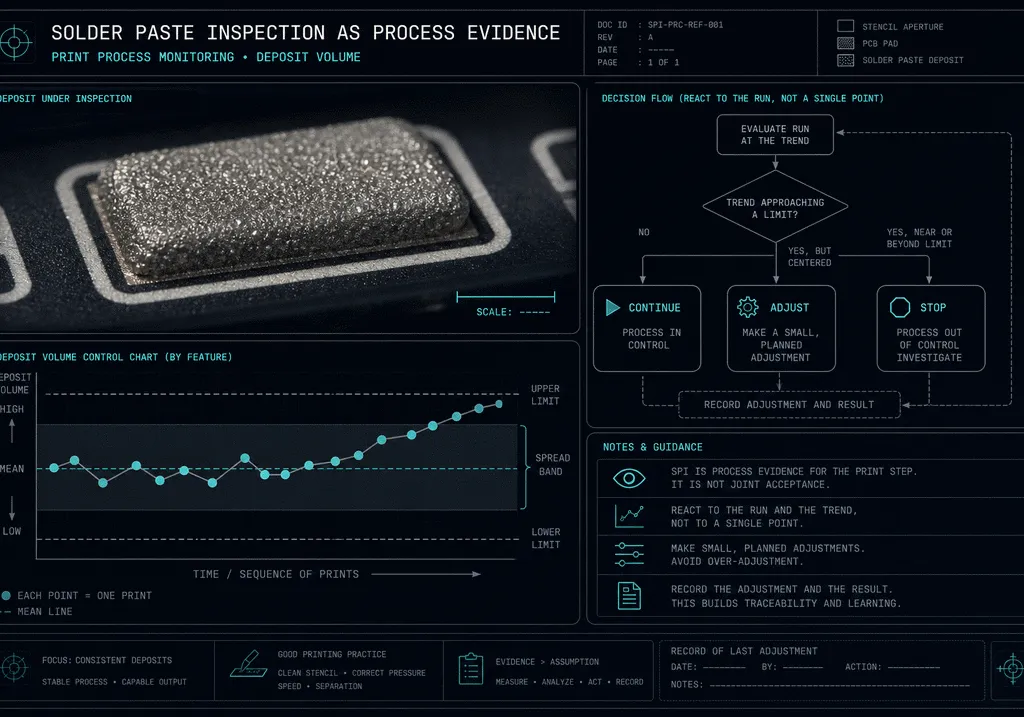 SOLDER PASTE INSPECTION AS PROCESS EVIDENCE
PRINT PROCESS MONITORING • DEPOSIT VOLUME
DOC ID : SPI-PRC-REF-001
REV : A
DATE : -----
PAGE : 1 OF 1
STENCIL APERTURE
PCB PAD
SOLDER PASTE DEPOSIT
DEPOSIT UNDER INSPECTION
SCALE: -----
DECISION FLOW (REACT TO THE RUN, NOT A SINGLE POINT)
EVALUATE RUN
AT THE TREND
TREND APPROACHING
A LIMIT?
NO
YES, BUT
CENTERED
YES, NEAR OR
BEYOND LIMIT
CONTINUE
PROCESS IN
CONTROL
ADJUST
MAKE A SMALL,
PLANNED
ADJUSTMENT
STOP
PROCESS OUT
OF CONTROL
INVESTIGATE
RECORD ADJUSTMENT AND RESULT
DEPOSIT VOLUME CONTROL CHART (BY FEATURE)
DEPOSIT
VOLUME
HIGH
MEAN
LOW
UPPER
LIMIT
SPREAD
BAND
LOWER
LIMIT
TIME / SEQUENCE OF PRINTS
EACH POINT = ONE PRINT
MEAN LINE
NOTES & GUIDANCE
SPI IS PROCESS EVIDENCE FOR THE PRINT STEP.
IT IS NOT JOINT ACCEPTANCE.
REACT TO THE RUN AND THE TREND,
NOT TO A SINGLE POINT.
MAKE SMALL, PLANNED ADJUSTMENTS.
AVOID OVER-ADJUSTMENT.
RECORD THE ADJUSTMENT AND THE RESULT.
THIS BUILDS TRACEABILITY AND LEARNING.
FOCUS: CONSISTENT DEPOSITS
STABLE PROCESS • CAPABLE OUTPUT
GOOD PRINTING PRACTICE
CLEAN STENCIL • CORRECT PRESSURE
SPEED • SEPARATION
EVIDENCE > ASSUMPTION
MEASURE • ANALYZE • ACT • RECORD
RECORD OF LAST ADJUSTMENT
DATE: -------- BY: -------- ACTION: ----------
NOTES: --------------------------------